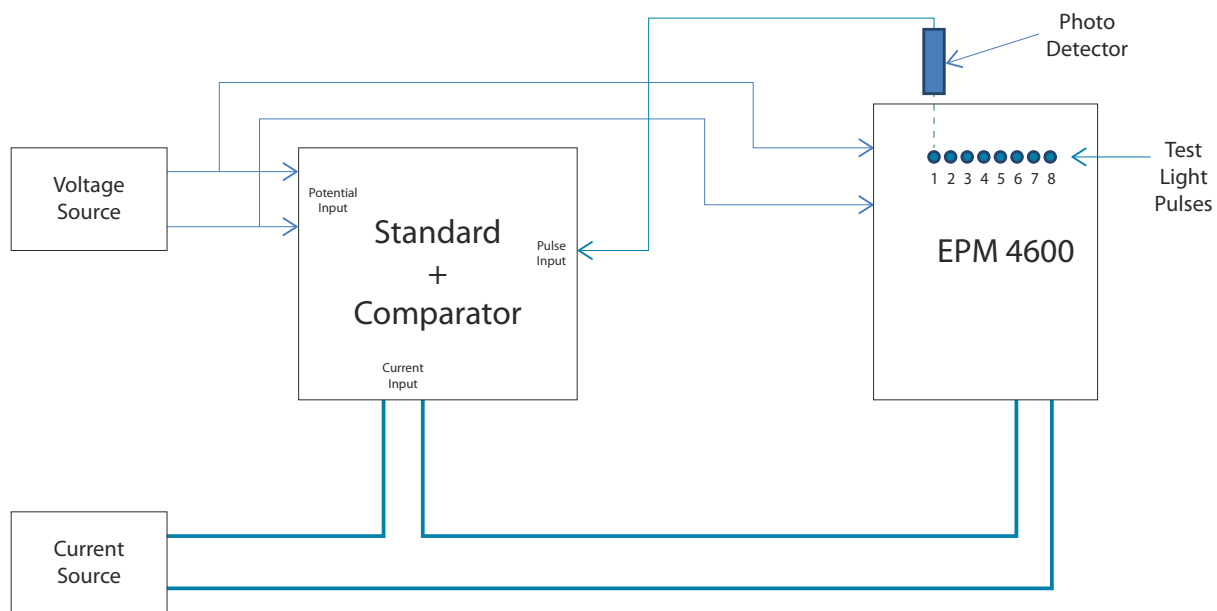 Photo
Detector
Voltage
Source
Potential
Input
Standard
+
Comparator
Pulse
Input
Current
Input
1 2 3 4 5 6 7 8
EPM 4600
Test
Light
Pulses
Current
Source